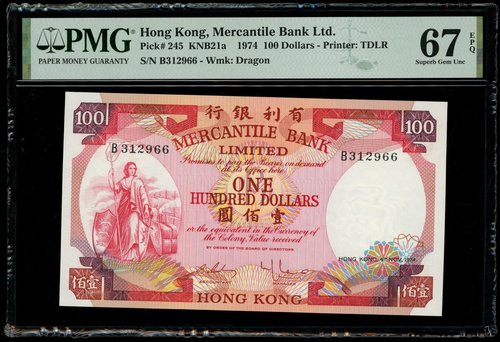 PMG
PAPER MONEY GUARANTY
Hong Kong, Mercantile Bank Ltd.
Pick# 245 KNB21a 1974 100 Dollars - Printer: TDLR
S/N B312966 - Wmk: Dragon
67 EPQ
Superb Gem Unc
行銀利有
100
100
MERCANTILE BANK
LIMITED
B 312966
B312966
Promises to pay the Bearer on demand
at its Office here
ONE
HUNDRED DOLLARS
圓佰壹
or the equivalent in the Currency of
the Colony, Value received
BY ORDER OF THE BOARD OF DIRECTORS
HONG KONG 4TH NOV. 1974
佰壹
HONG KONG
佰壹